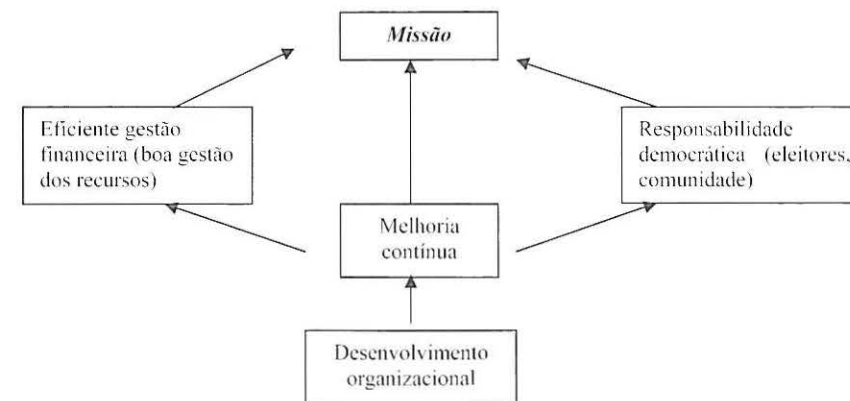 Missão
Eficiente gestão
financeira (boa gestão
dos recursos)
Responsabilidade
democrática (eleitores,
comunidade)
Melhoria
contínua
Desenvolvimento
organizacional